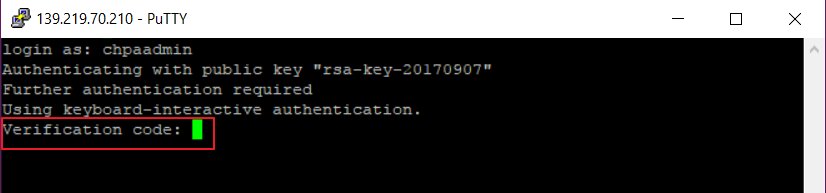 139.219.70.210 - PuTTY
login as: chpaadmin
Authenticating with public key "rsa-key-20170907"
Further authentication required
Using keyboard-interactive authentication.
Verification code: